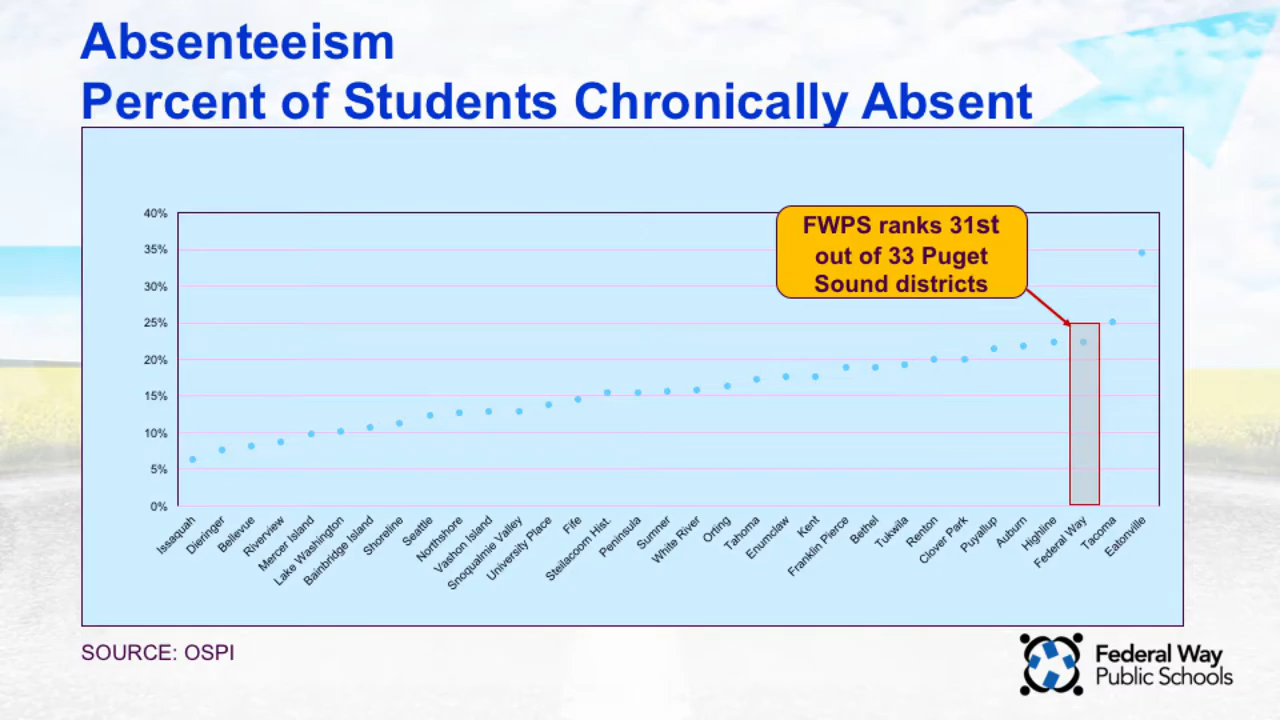 Absenteeism
Percent of Students Chronically Absent
FWPS ranks 31st
out of 33 Puget
Sound districts
40%
35%
30%
25%
20%
15%
10%
5%
0%
Issaquah
Dieringer
Bellevue
Riverview
Mercer Island
Lake Washington
Bainbridge Island
Shoreline
Seattle
Northshore
Vashon Island
Snoqualmie Valley
University Place
Fife
Steilacoom Hist.
Peninsula
Sumner
White River
Orting
Tahoma
Enumclaw
Kent
Franklin Pierce
Bethel
Tukwila
Renton
Clover Park
Puyallup
Auburn
Highline
Federal Way
Tacoma
Eatonville
SOURCE: OSPI
Federal Way
Public Schools